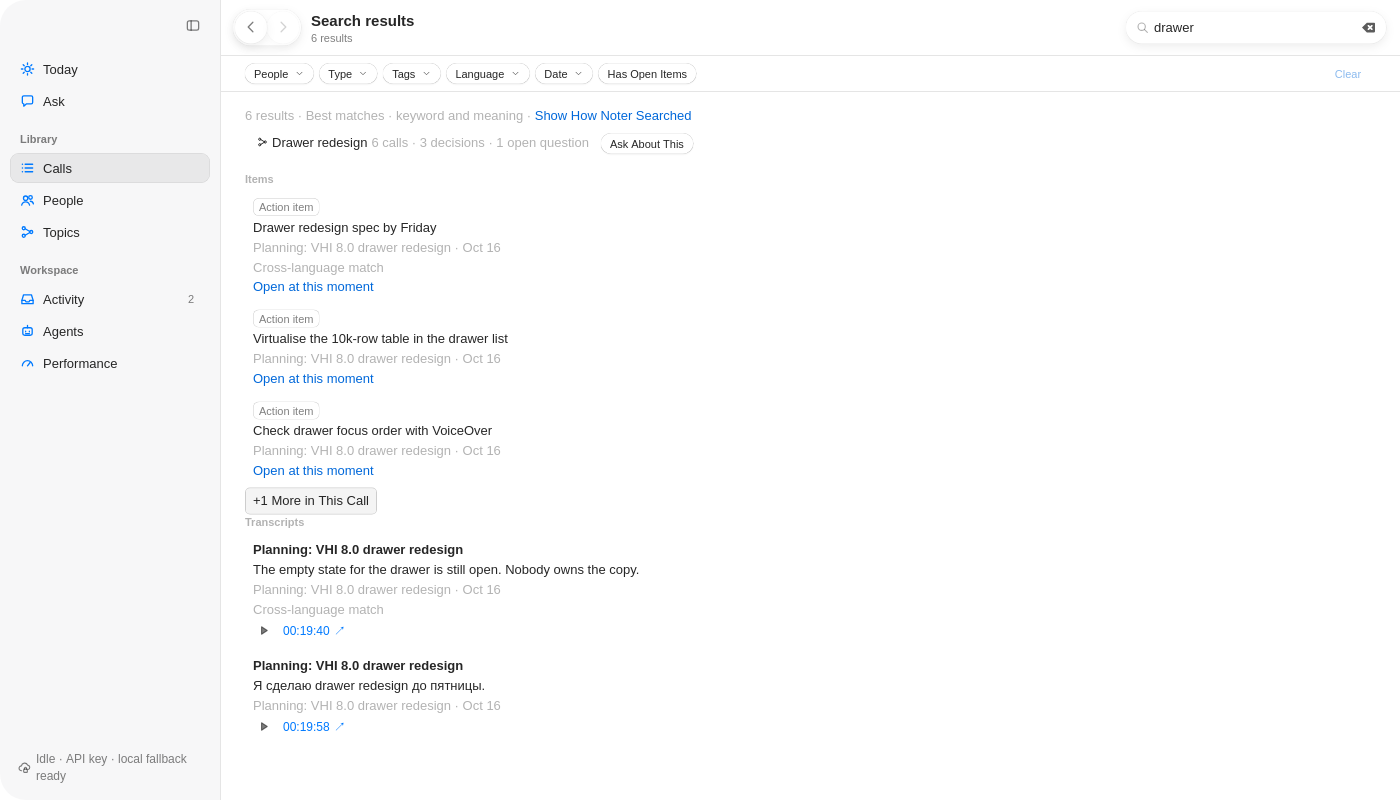 Search results
6 results
drawer
Today
Ask
Library
Calls
People
Topics
Workspace
Activity 2
Agents
Performance
Idle · API key · local fallback
ready
People Type Tags Language Date Has Open Items Clear
6 results · Best matches · keyword and meaning · Show How Noter Searched
Drawer redesign 6 calls · 3 decisions · 1 open question Ask About This
Items
Action item
Drawer redesign spec by Friday
Planning: VHI 8.0 drawer redesign · Oct 16
Cross-language match
Open at this moment
Action item
Virtualise the 10k-row table in the drawer list
Planning: VHI 8.0 drawer redesign · Oct 16
Open at this moment
Action item
Check drawer focus order with VoiceOver
Planning: VHI 8.0 drawer redesign · Oct 16
Open at this moment
+1 More in This Call
Transcripts
Planning: VHI 8.0 drawer redesign
The empty state for the drawer is still open. Nobody owns the copy.
Planning: VHI 8.0 drawer redesign · Oct 16
Cross-language match
00:19:40
Planning: VHI 8.0 drawer redesign
Я сделаю drawer redesign до пятницы.
Planning: VHI 8.0 drawer redesign · Oct 16
00:19:58